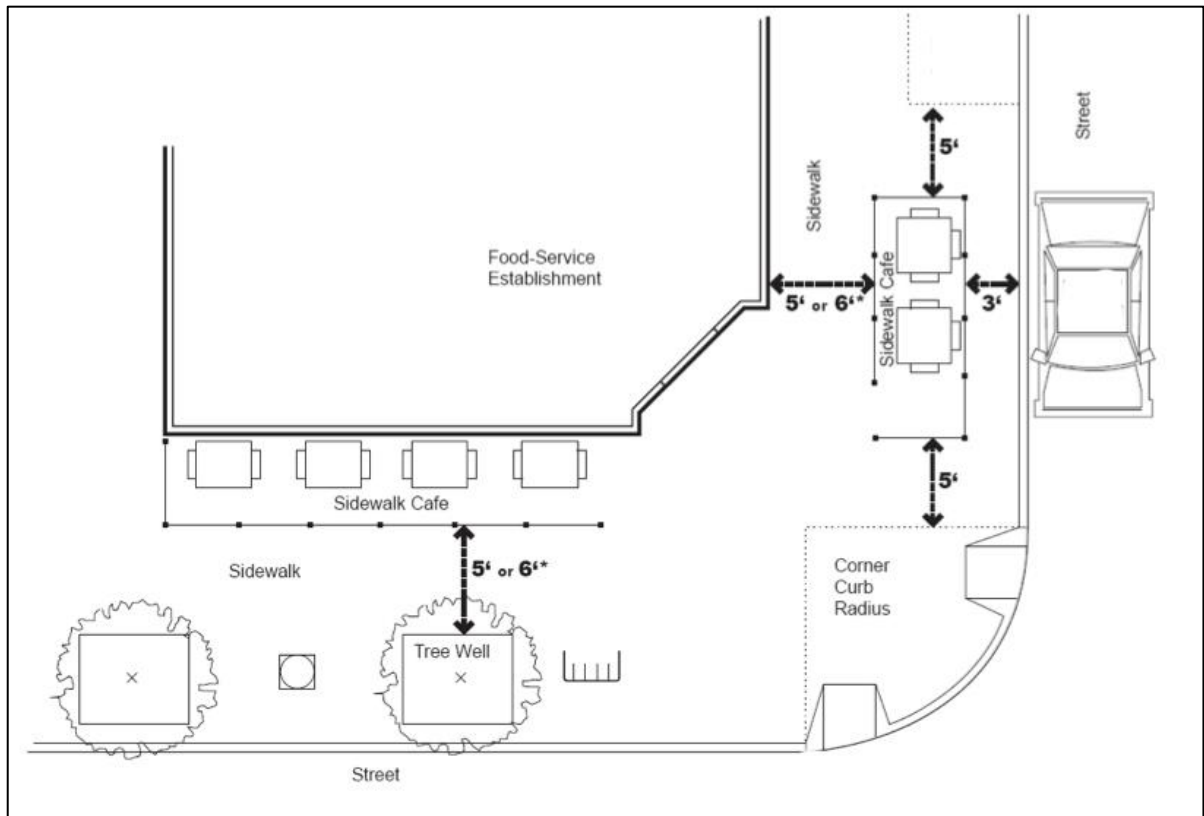 Street
5‘
Sidewalk
Food-Service
Establishment
Sidewalk Cafe
5‘ or 6‘*
3‘
Sidewalk Cafe
5‘
5‘ or 6‘*
Sidewalk
Corner
Curb
Radius
Tree Well
Street